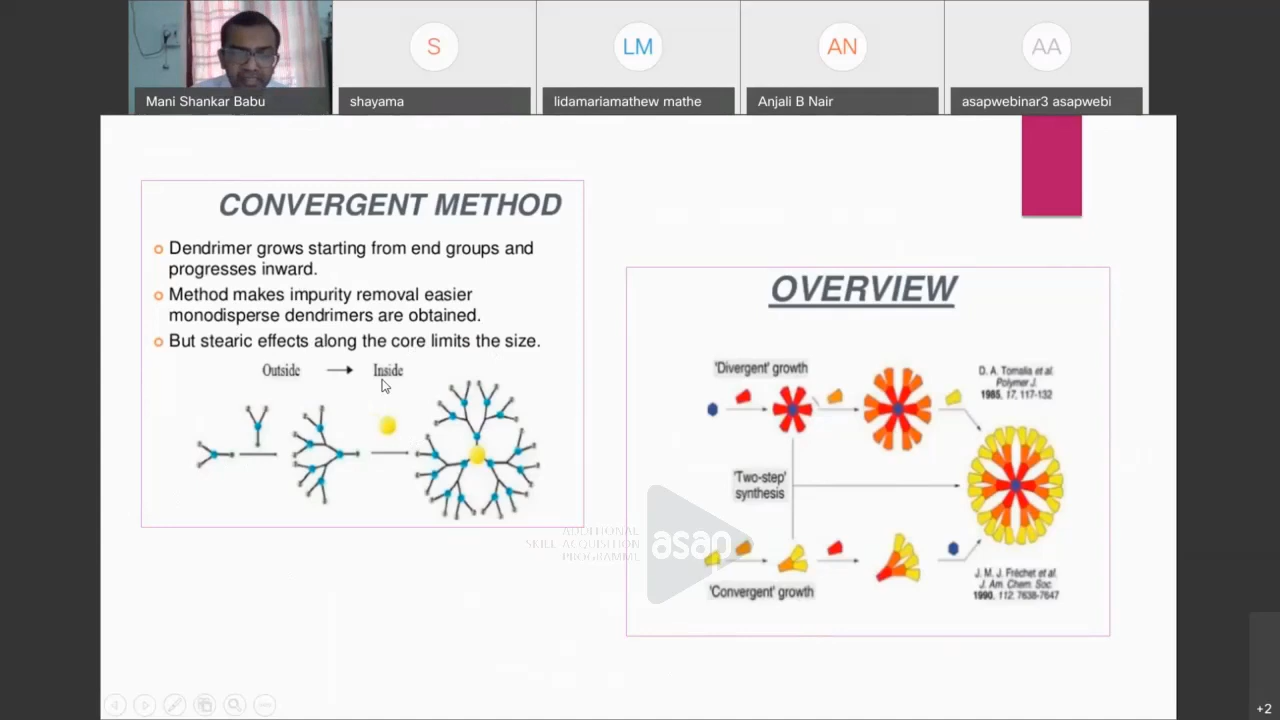 S
LM
AN
AA
Mani Shankar Babu
shayama
lidamariamathew mathe
Anjali B Nair
asapwebinar3 asapwebi
CONVERGENT METHOD
Dendrimer grows starting from end groups and
progresses inward.
Method makes impurity removal easier
monodisperse dendrimers are obtained.
But stearic effects along the core limits the size.
Outside
Inside
OVERVIEW
'Divergent' growth
D. A. Tomalia et al.
Polymer J.
1985, 17, 117-132
'Two-step'
synthesis
'Convergent' growth
J. M. J. Fréchet et al.
J. Am. Chem. Soc.
1990, 112, 7638-7647
ADDITIONAL
SKILL ACQUISITION
PROGRAMME
asap
+2